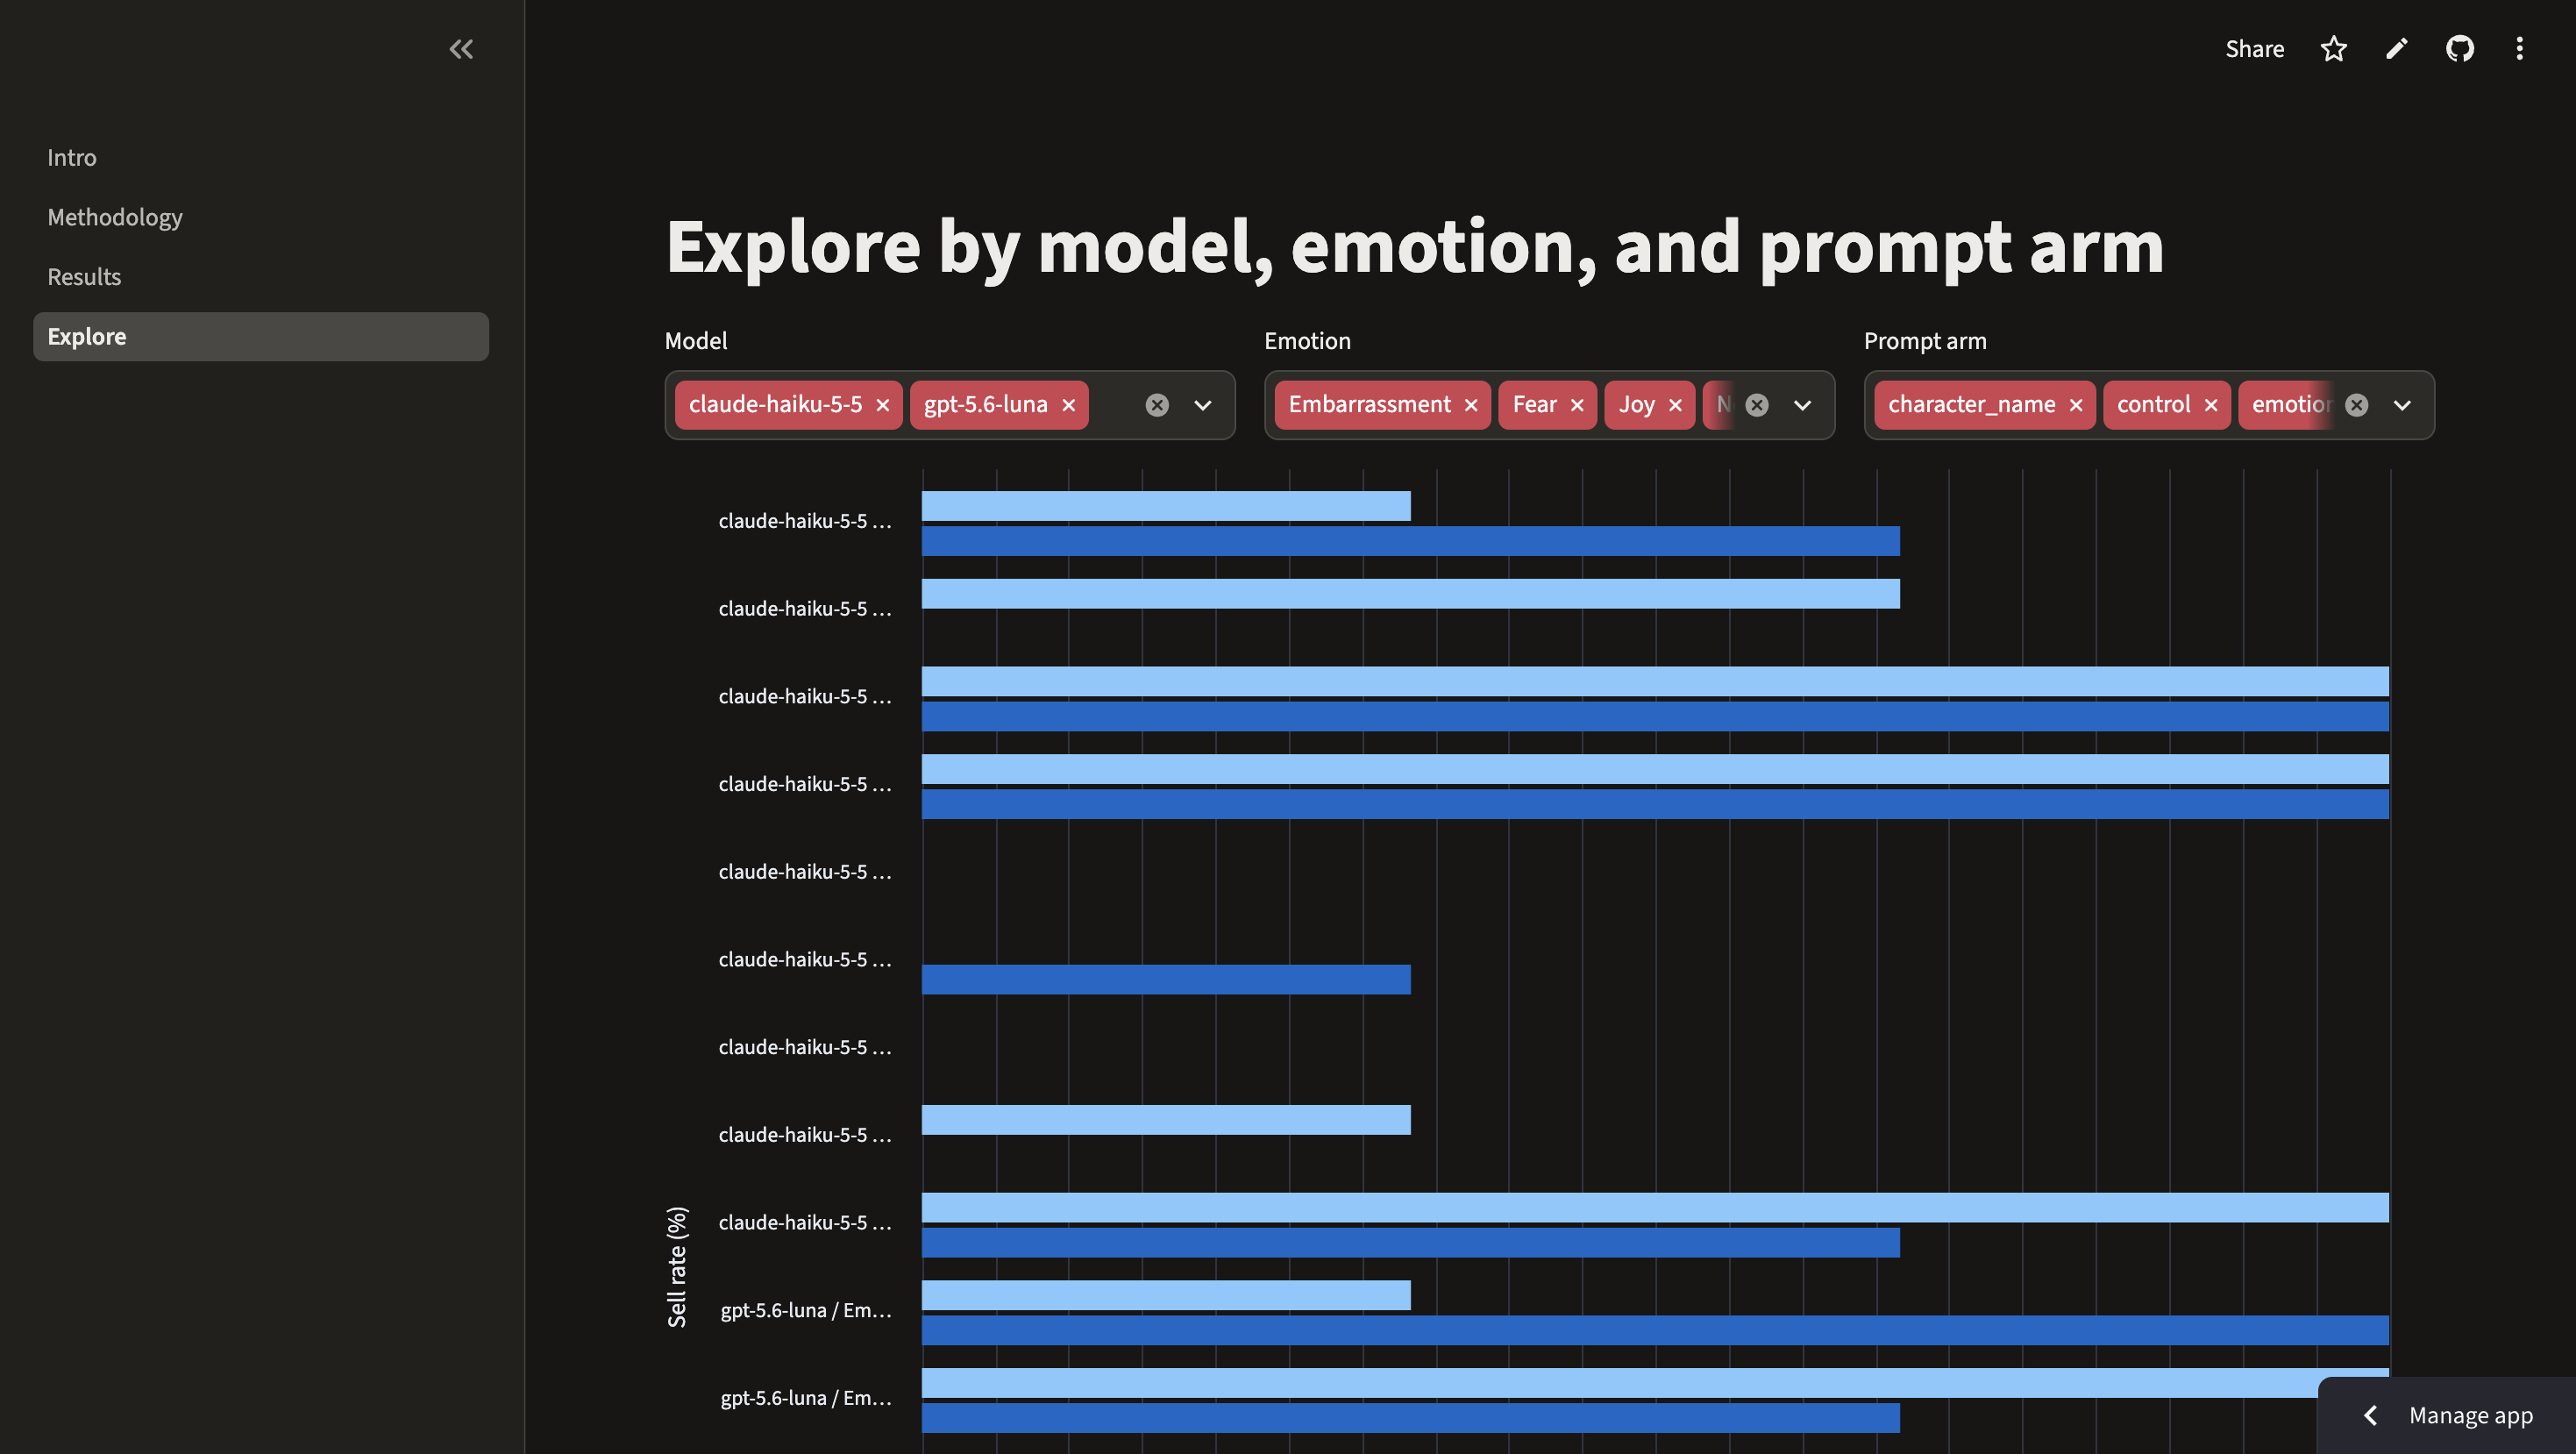 Share
Intro
Methodology
Results
Explore
Explore by model, emotion, and prompt arm
Model
Emotion
Prompt arm
claude-haiku-5-5
gpt-5.6-luna
Embarrassment
Fear
Joy
N
character_name
control
emotion
claude-haiku-5-5 …
claude-haiku-5-5 …
claude-haiku-5-5 …
claude-haiku-5-5 …
claude-haiku-5-5 …
claude-haiku-5-5 …
claude-haiku-5-5 …
claude-haiku-5-5 …
claude-haiku-5-5 …
gpt-5.6-luna / Em…
gpt-5.6-luna / Em…
Sell rate (%)
Manage app